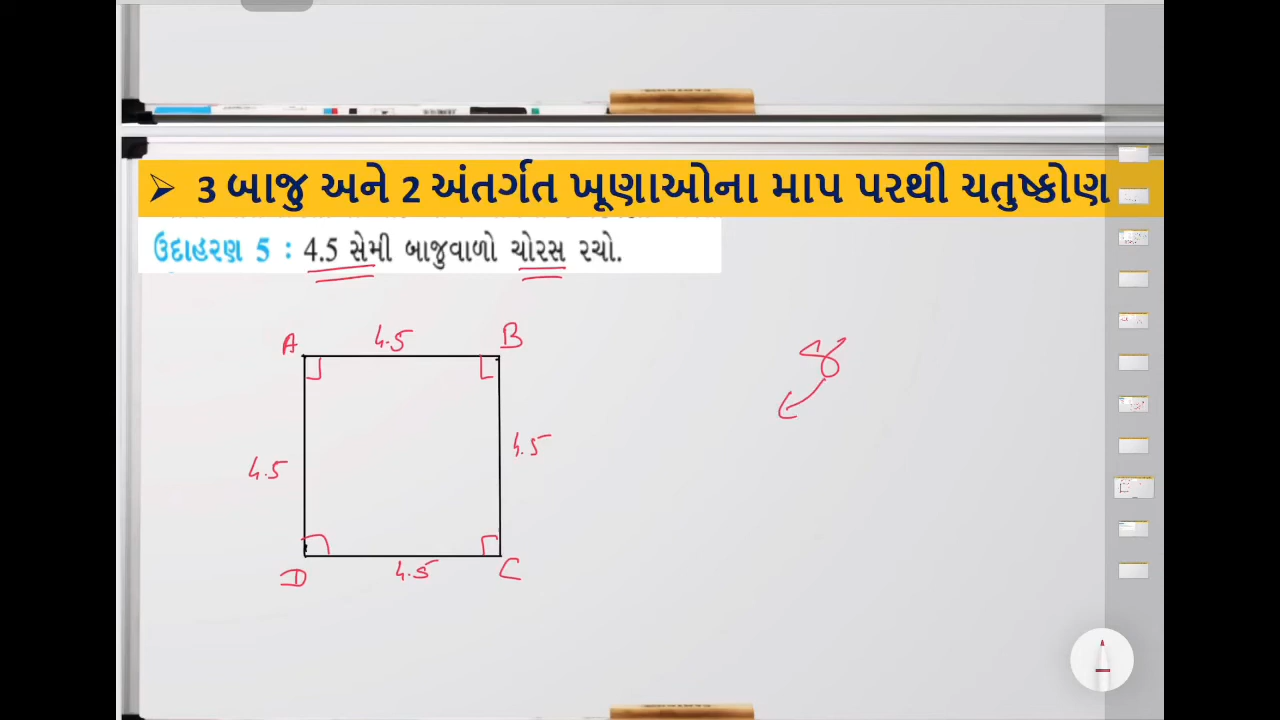 ➤ 3 બાજુ અને 2 અંતર્ગત ખૂણાઓના માપ પરથી ચતુષ્કોણ
ઉદાહરણ 5 : 4.5 સેમી બાજુવાળો ચોરસ રચો.
A 4.5 B
8
4.5 4.5
D 4.5 C